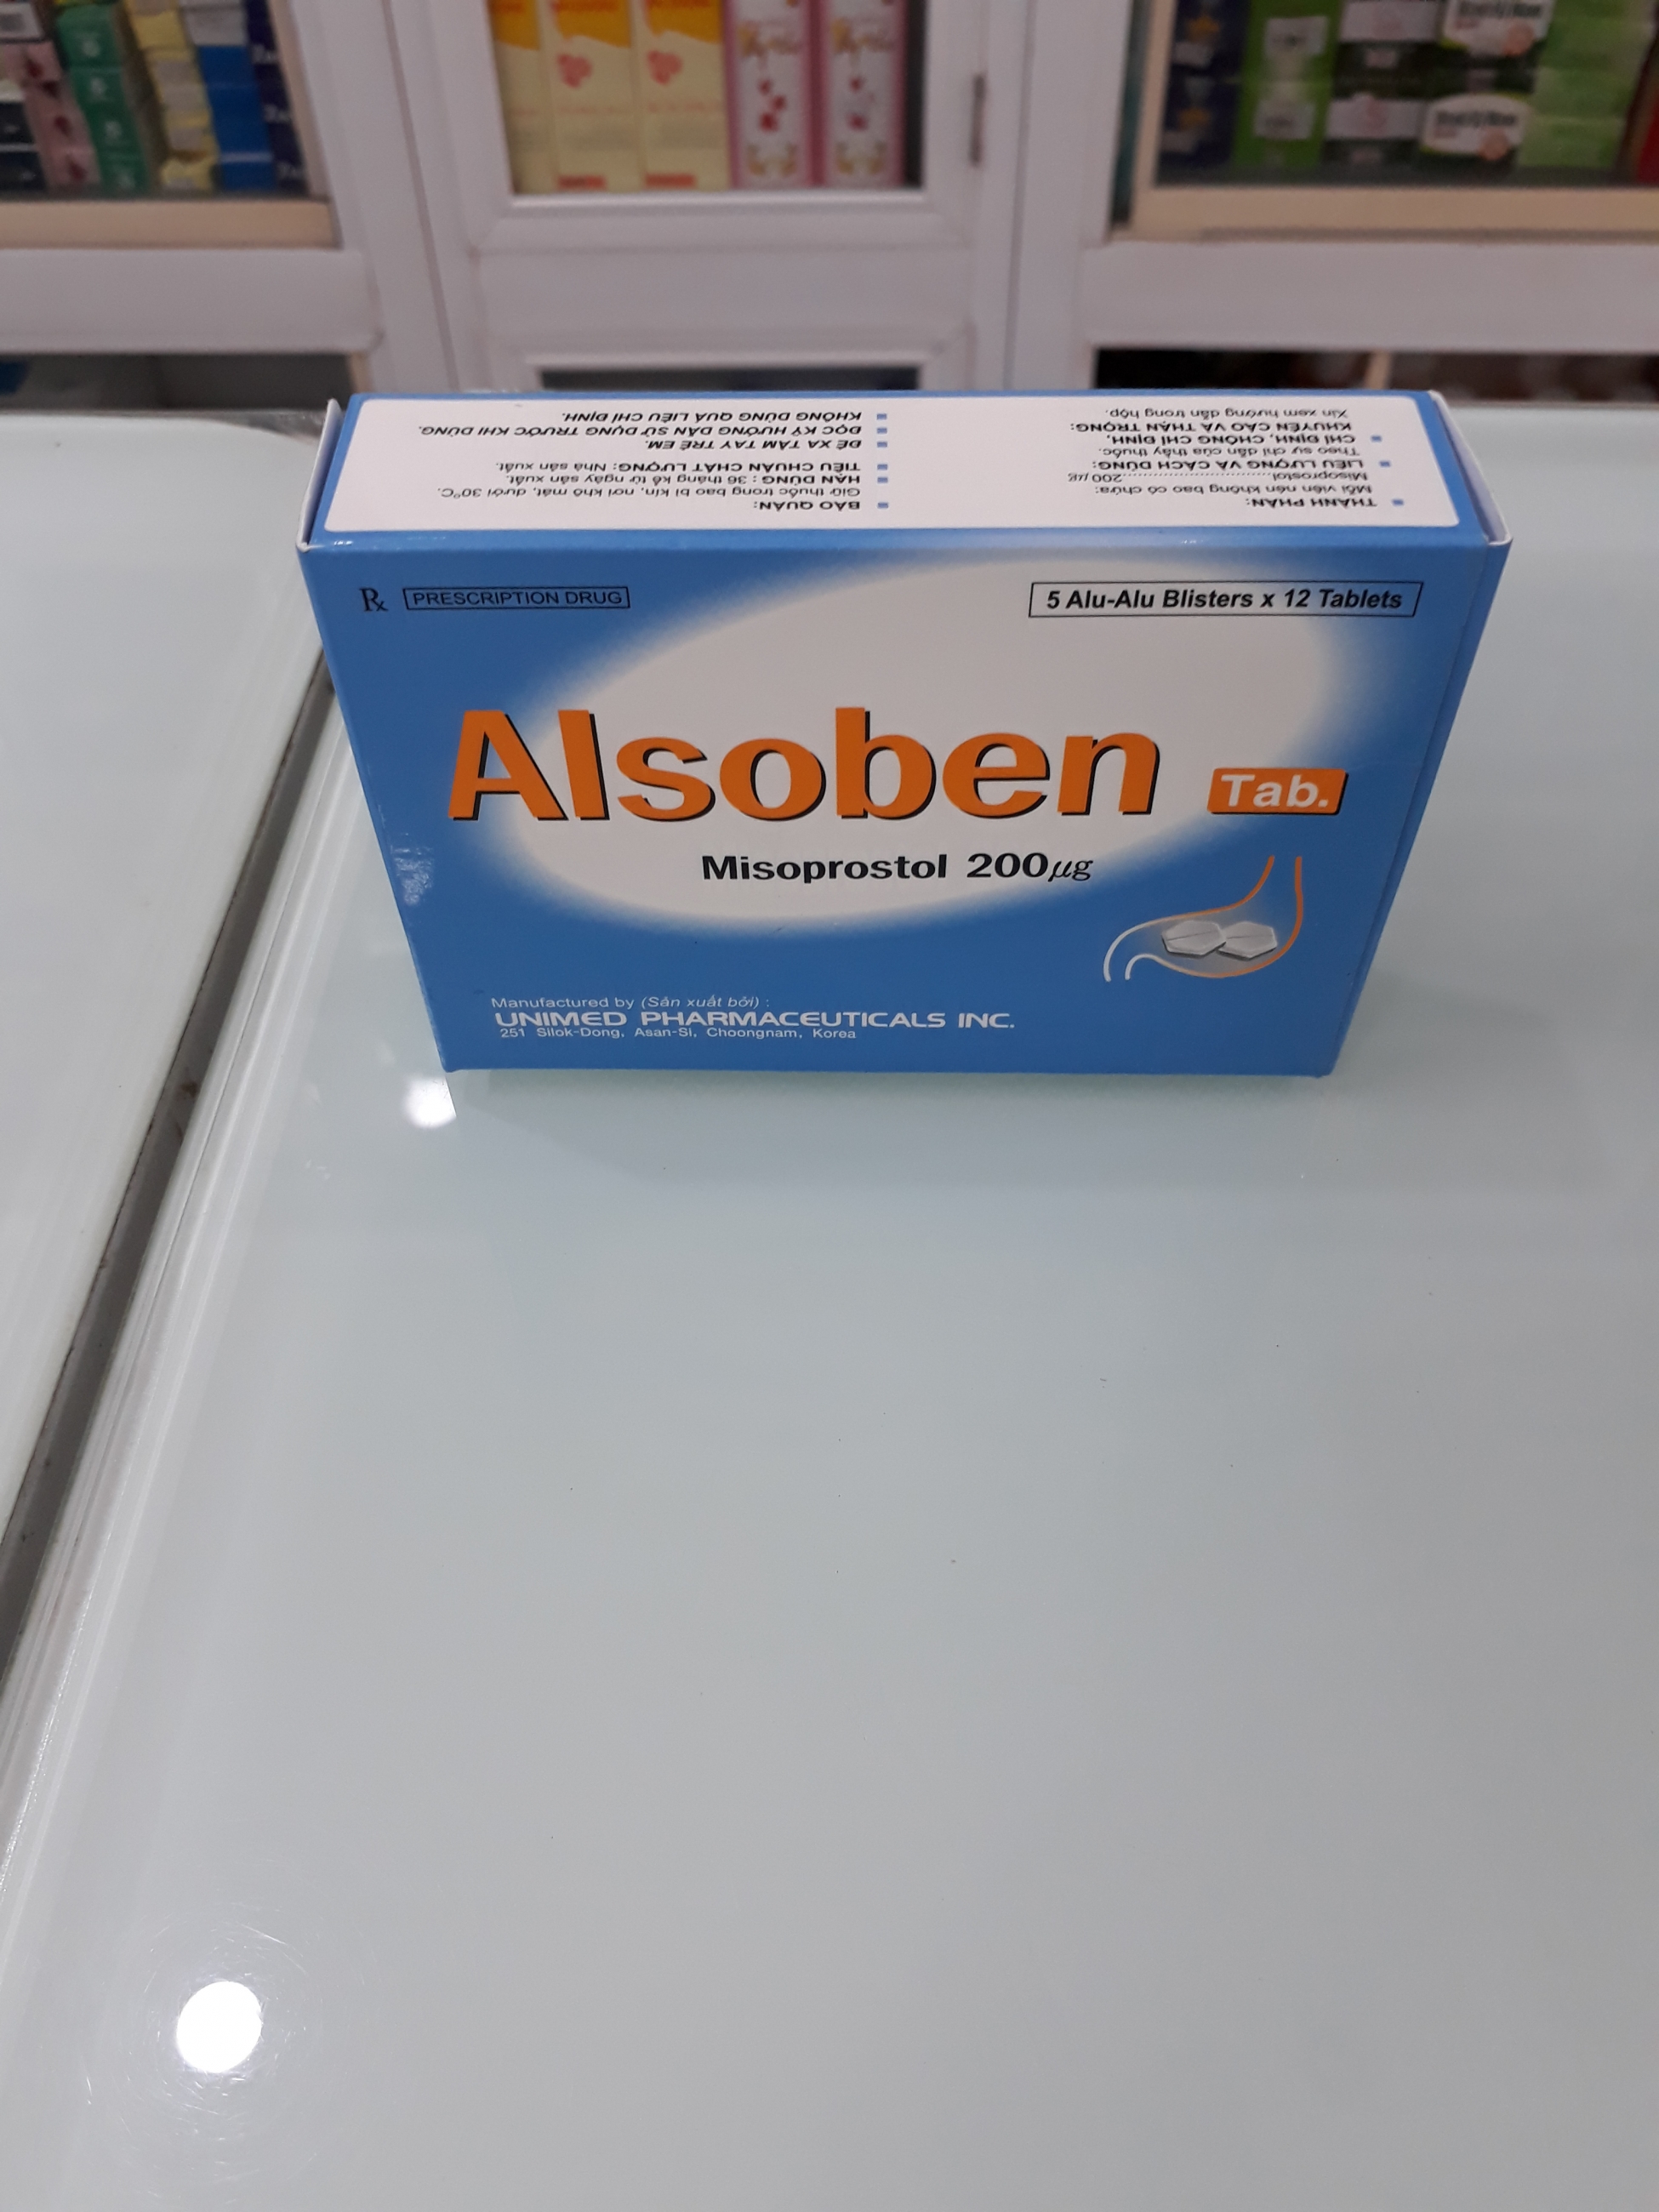 THÀNH PHẦN:
Mỗi viên nén không bao có chứa:
Misoprostol..............................200 µg
LIỀU LƯỢNG VÀ CÁCH DÙNG:
Theo sự chỉ dẫn của thầy thuốc.
CHỈ ĐỊNH, CHỐNG CHỈ ĐỊNH,
KHUYẾN CÁO VÀ THẬN TRỌNG:
Xin xem hướng dẫn trong hộp.
BẢO QUẢN:
Giữ thuốc trong bao bì kín, nơi khô mát, dưới 30°C.
HẠN DÙNG : 36 tháng kể từ ngày sản xuất.
TIÊU CHUẨN CHẤT LƯỢNG: Nhà sản xuất.
ĐỂ XA TẦM TAY TRẺ EM.
ĐỌC KỸ HƯỚNG DẪN SỬ DỤNG TRƯỚC KHI DÙNG.
KHÔNG DÙNG QUÁ LIỀU CHỈ ĐỊNH.
Rx PRESCRIPTION DRUG
5 Alu-Alu Blisters x 12 Tablets
Alsoben Tab.
Misoprostol 200µg
Manufactured by (Sản xuất bởi) :
UNIMED PHARMACEUTICALS INC.
251 Silok-Dong, Asan-Si, Choongnam, Korea